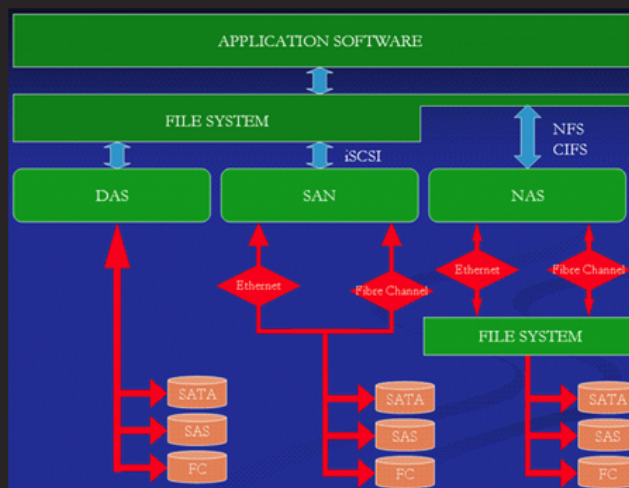 APPLICATION SOFTWARE
FILE SYSTEM
NFS
CIFS
iSCSI
DAS
SAN
NAS
Ethernet
Fibre Channel
Ethernet
Fibre Channel
FILE SYSTEM
SATA
SATA
SATA
SAS
SAS
SAS
FC
FC
FC